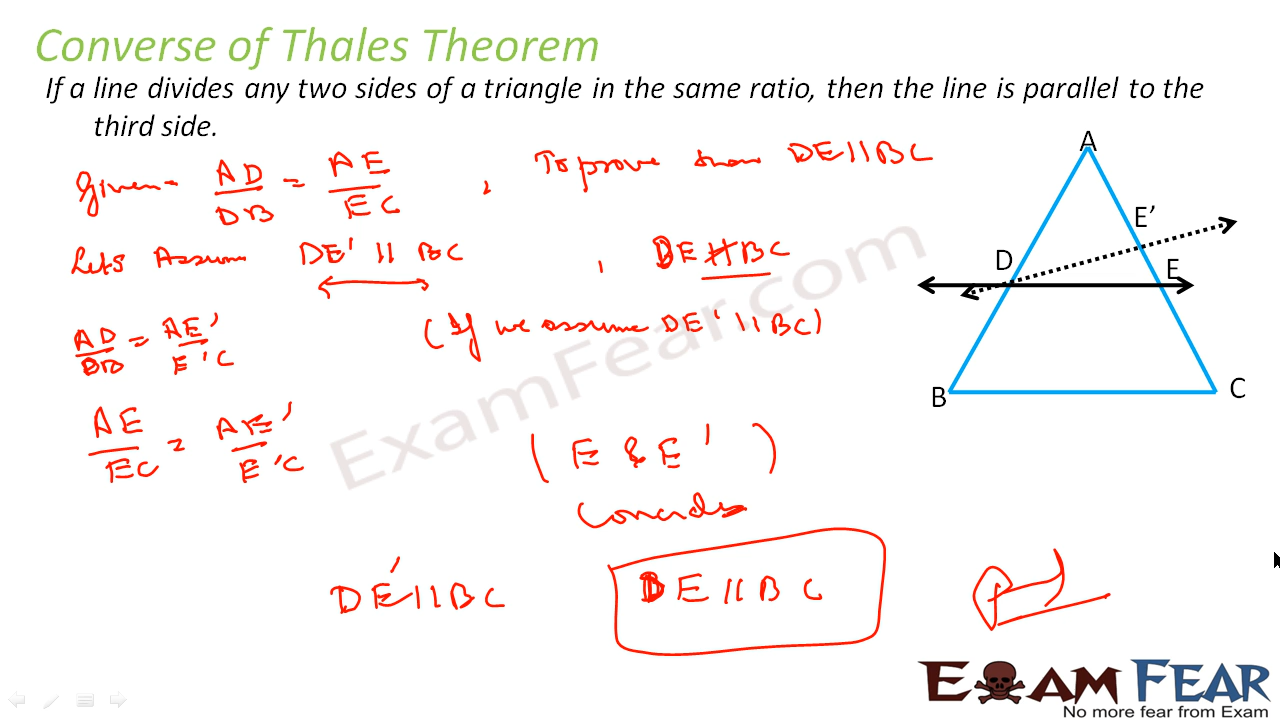 Converse of Thales Theorem
If a line divides any two sides of a triangle in the same ratio, then the line is parallel to the
third side.
Given- AD/DB = AE/EC , To prove DE || BC
Lets Assume DE' || BC , DE ∦ BC
AD/DB = AE'/E'C (If we assume DE' || BC)
AE/EC = AE'/E'C (E & E')
DE' || BC DE || BC
A
E'
D
E
B
C
ExamFear.com
EXAM FEAR
No more fear from Exam